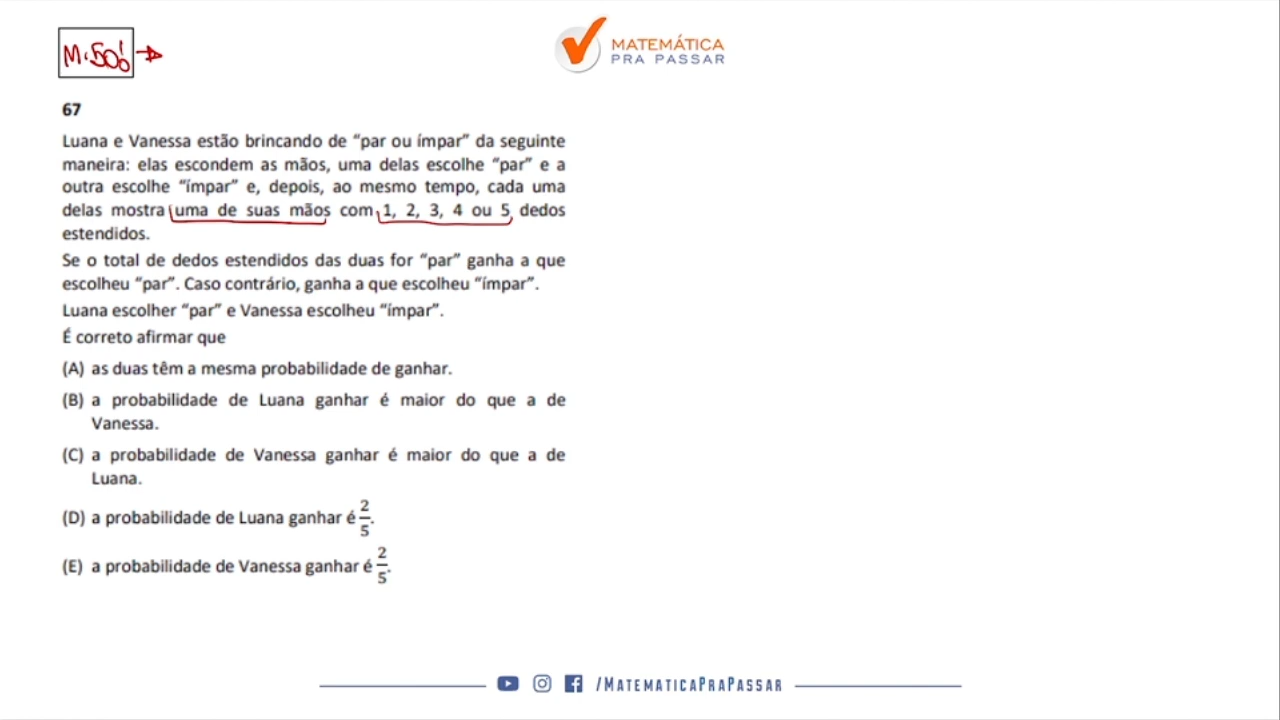 M.50!
MATEMÁTICA
PRA PASSAR
67
Luana e Vanessa estão brincando de “par ou ímpar” da seguinte
maneira: elas escondem as mãos, uma delas escolhe “par” e a
outra escolhe “ímpar” e, depois, ao mesmo tempo, cada uma
delas mostra uma de suas mãos com 1, 2, 3, 4 ou 5 dedos
estendidos.
Se o total de dedos estendidos das duas for “par” ganha a que
escolheu “par”. Caso contrário, ganha a que escolheu “ímpar”.
Luana escolher “par” e Vanessa escolheu “ímpar”.
É correto afirmar que
(A) as duas têm a mesma probabilidade de ganhar.
(B) a probabilidade de Luana ganhar é maior do que a de
Vanessa.
(C) a probabilidade de Vanessa ganhar é maior do que a de
Luana.
(D) a probabilidade de Luana ganhar é 2/5.
(E) a probabilidade de Vanessa ganhar é 2/5.
/MATEMATICAPRAPASSAR